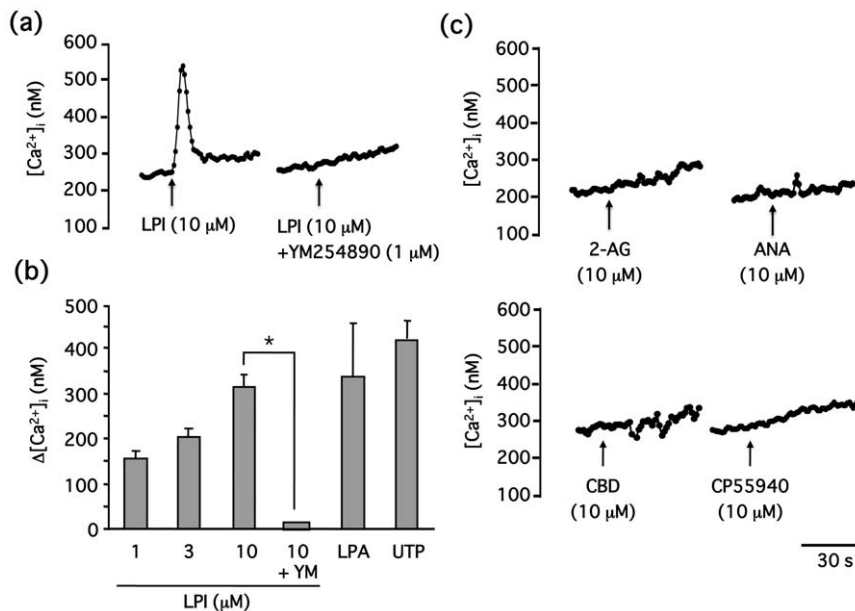 (a)
600
500
400
300
200
100
[Ca²⁺]ᵢ (nM)
LPI (10 μM)
LPI (10 μM)
+YM254890 (1 μM)
(b)
500
400
300
200
100
0
Δ[Ca²⁺]ᵢ (nM)
*
1 3 10 10 LPA UTP
+ YM
LPI (μM)
(c)
600
500
400
300
200
100
[Ca²⁺]ᵢ (nM)
2-AG ANA
(10 μM) (10 μM)
600
500
400
300
200
100
[Ca²⁺]ᵢ (nM)
CBD CP55940
(10 μM) (10 μM)
30 s